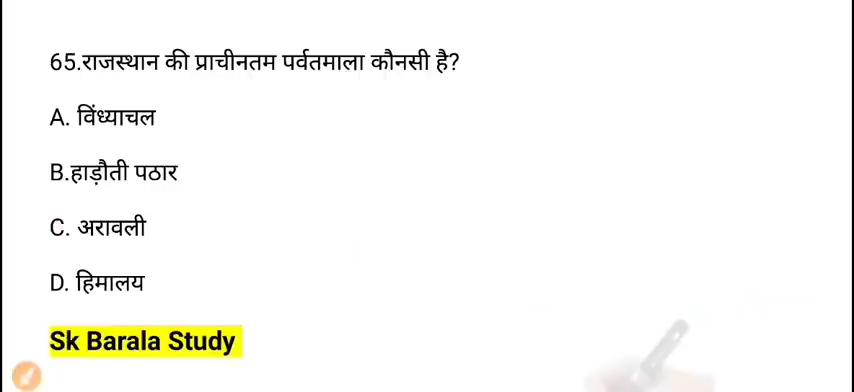 65.राजस्थान की प्राचीनतम पर्वतमाला कौनसी है?
A. विंध्याचल
B.हाड़ौती पठार
C. अरावली
D. हिमालय
Sk Barala Study